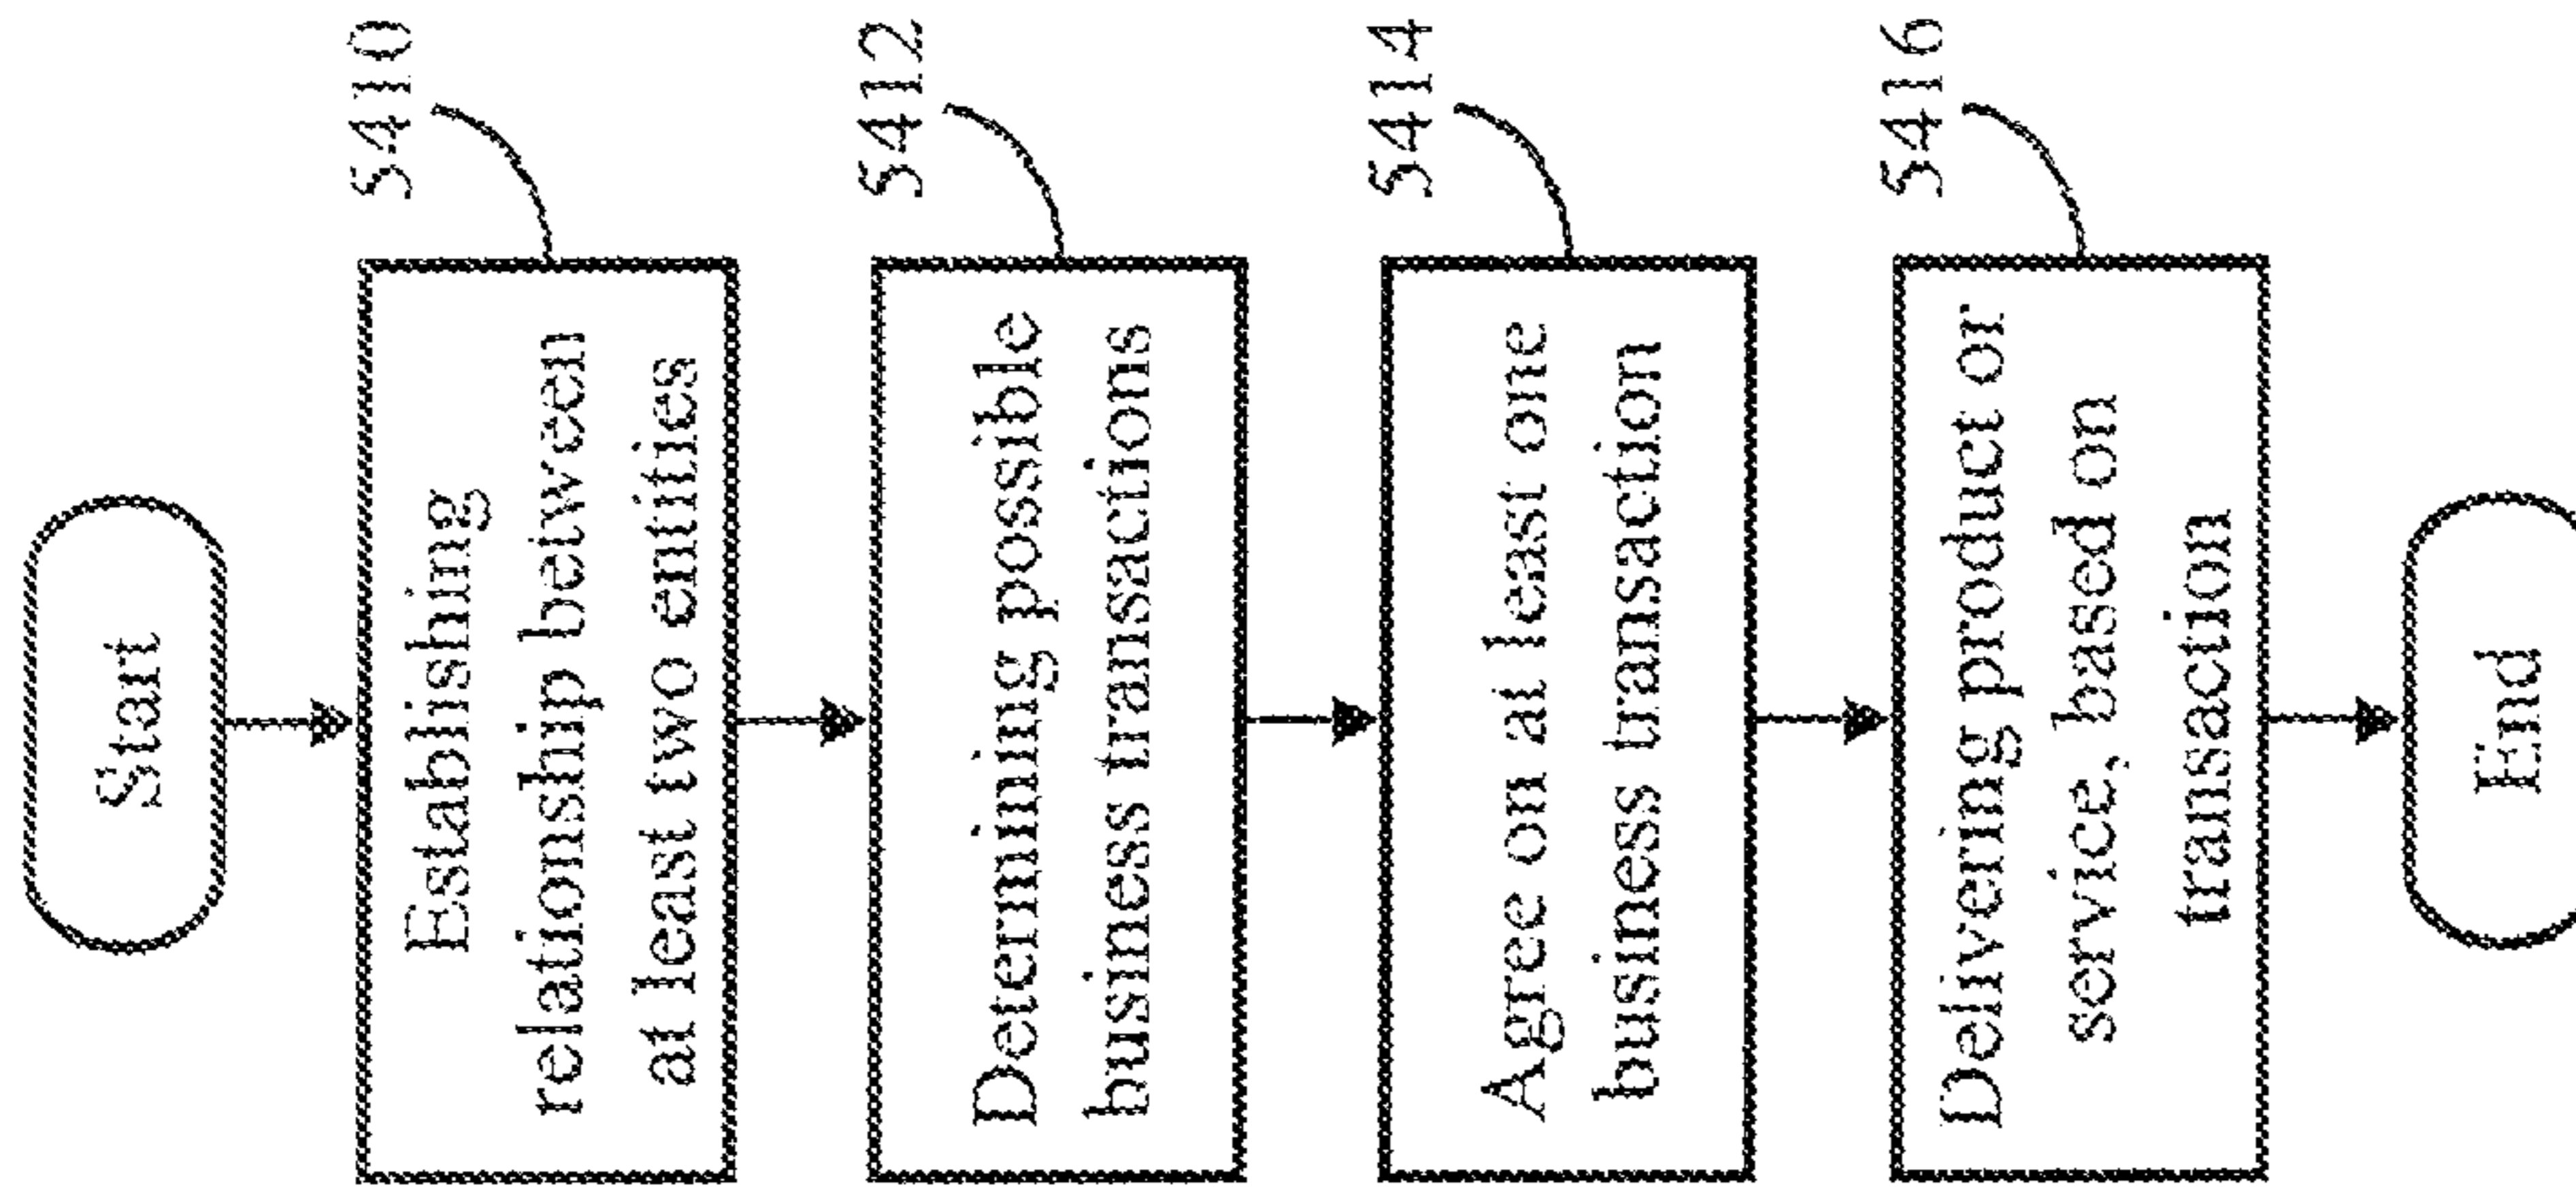 Start
Establishing
relationship between
at least two entities
5410
Determining possible
business transactions
5412
Agree on at least one
business transaction
5414
Delivering product or
service, based on
transaction
5416
End